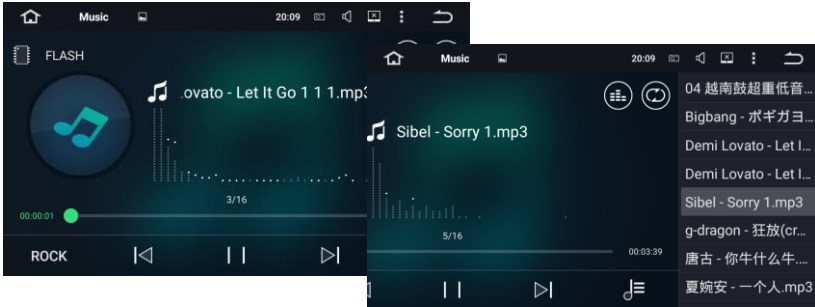 Music
20:09
FLASH
.ovato - Let It Go 1 1 1.mp3
3/16
00:00:01
ROCK
Music
20:09
Sibel - Sorry 1.mp3
5/16
00:03:39
04 越南鼓超重低音...
Bigbang - ポギガヨ...
Demi Lovato - Let I...
Demi Lovato - Let I...
Sibel - Sorry 1.mp3
g-dragon - 狂放(cr...
唐古 - 你牛什么牛....
夏婉安 - 一个人.mp3